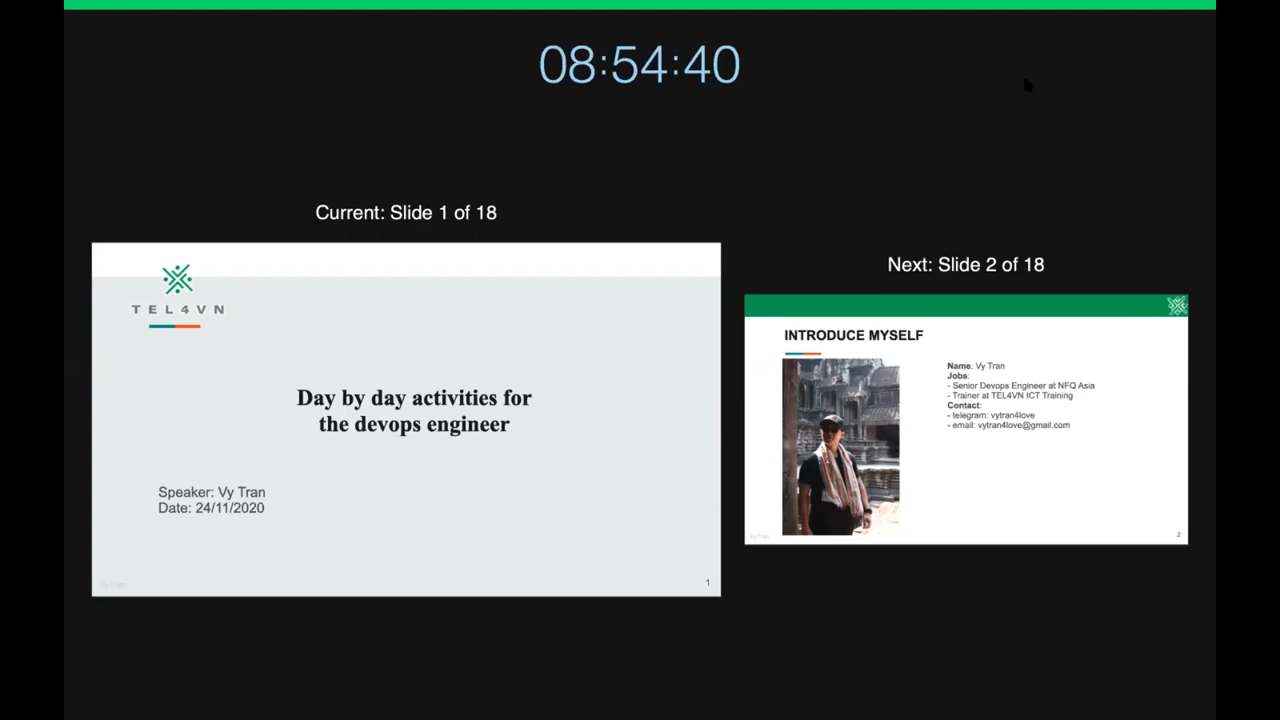 08:54:40
Current: Slide 1 of 18
TEL4VN
Day by day activities for
the devops engineer
Speaker: Vy Tran
Date: 24/11/2020
1
Next: Slide 2 of 18
INTRODUCE MYSELF
Name: Vy Tran
Jobs:
- Senior Devops Engineer at NFQ Asia
- Trainer at TEL4VN ICT Training
Contact:
- telegram: vytran4love
- email: vytran4love@gmail.com
2